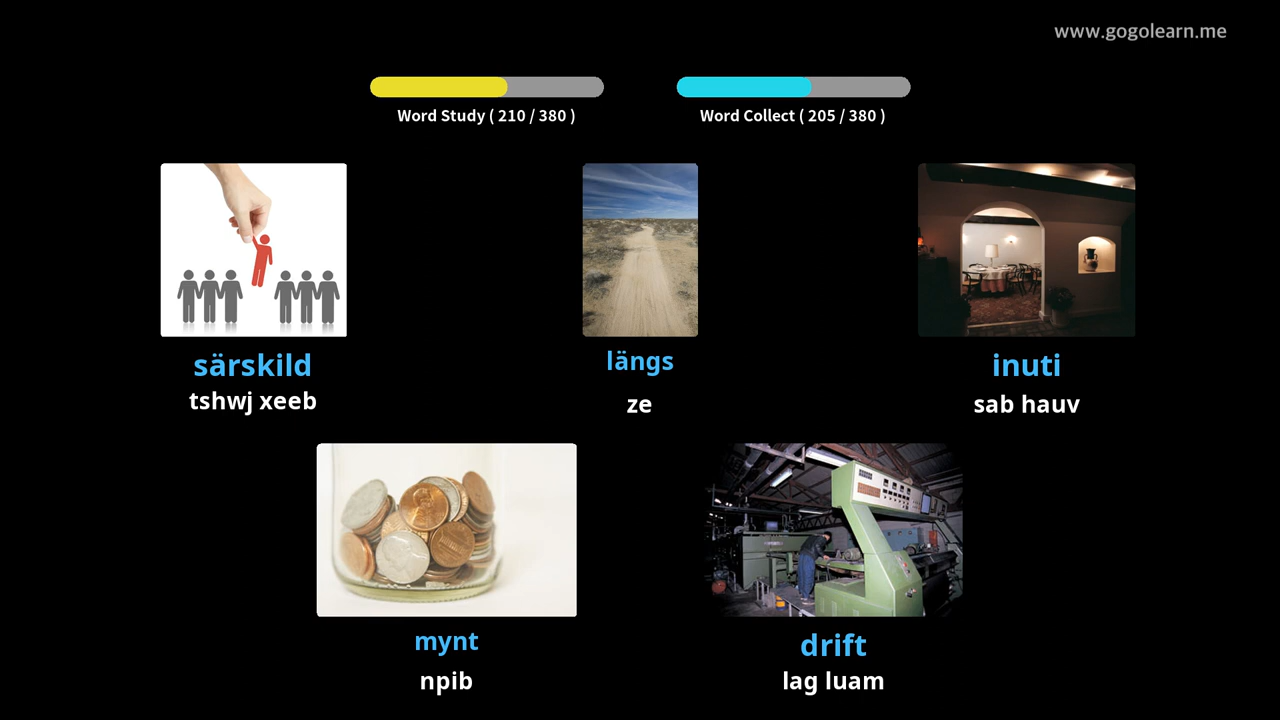 www.gogolearn.me
Word Study ( 210 / 380 )
Word Collect ( 205 / 380 )
särskild
tshwj xeeb
längs
ze
inuti
sab hauv
mynt
npib
drift
lag luam